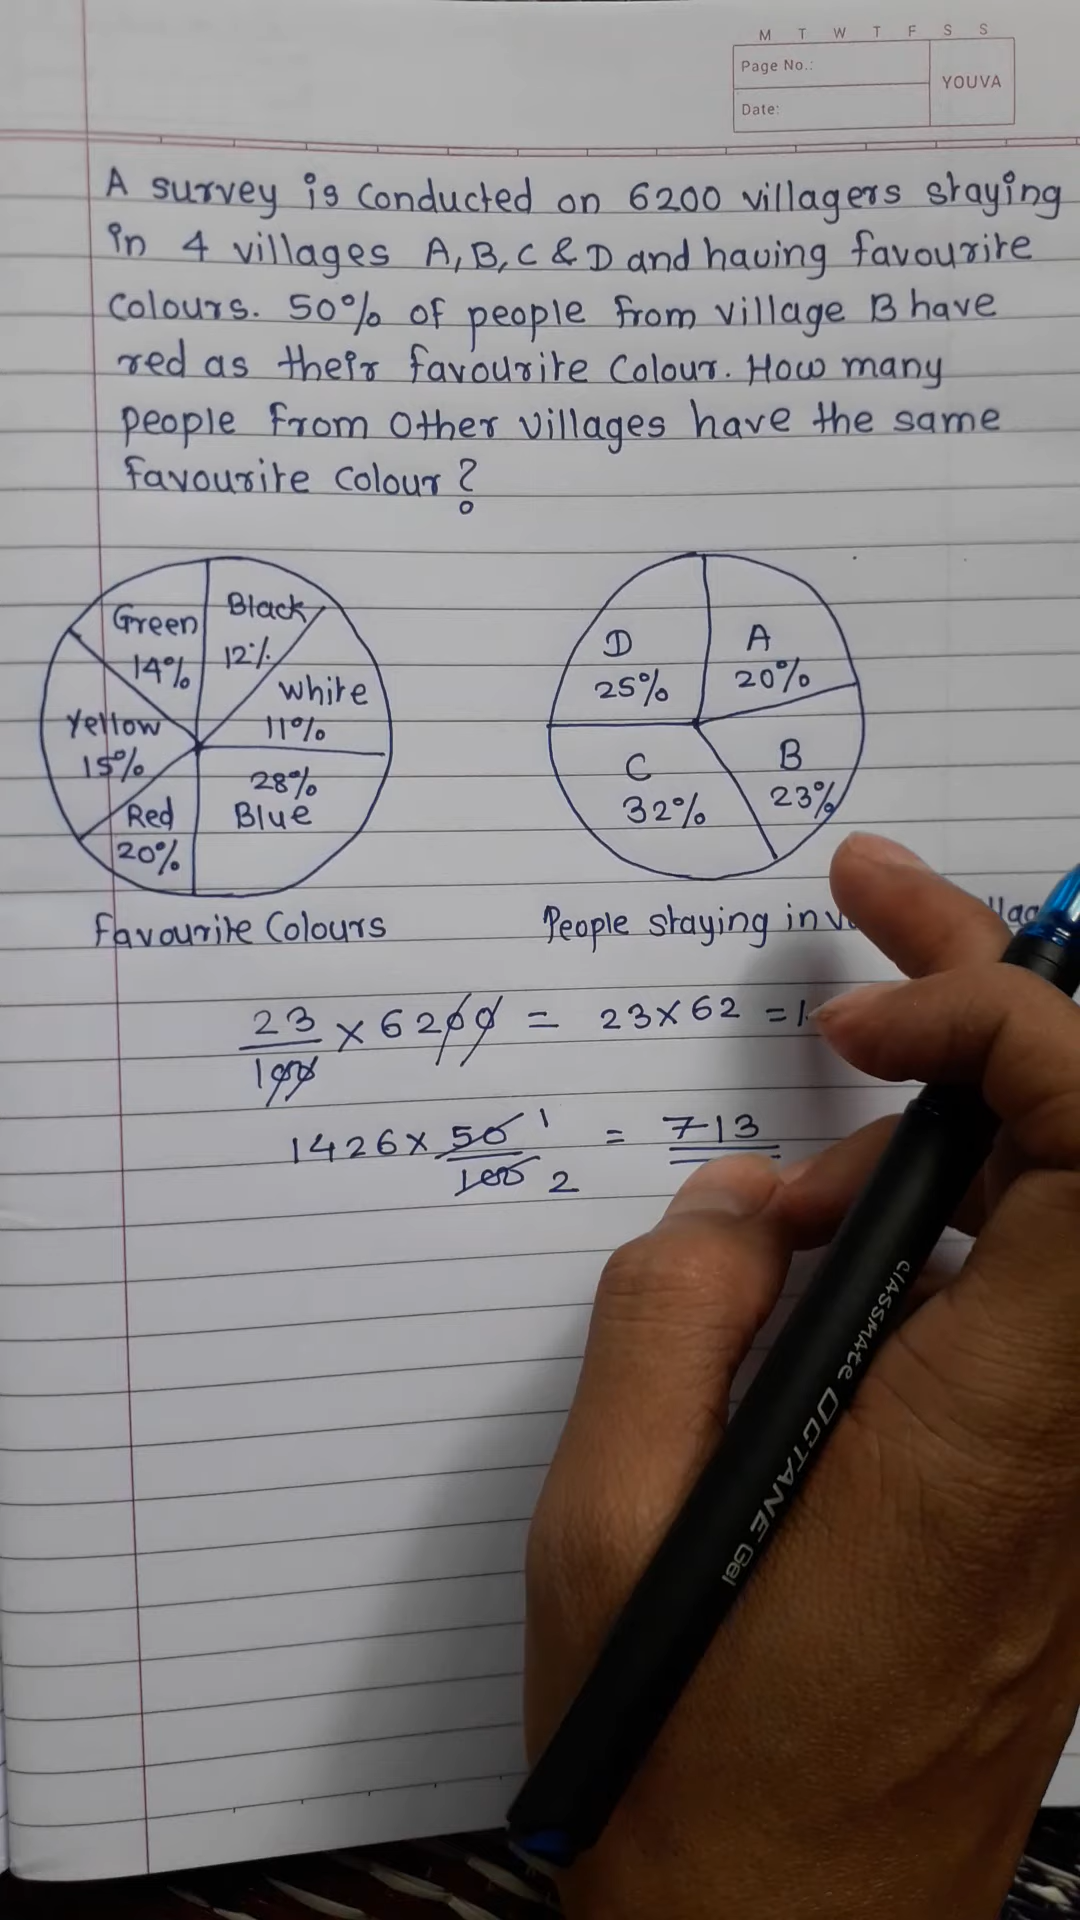 M T W T F S S
Page No.:
YOUVA
Date:
A survey is conducted on 6200 villagers staying
in 4 villages A, B, C & D and having favourite
colours. 50% of people from village B have
red as their favourite colour. How many
people from other villages have the same
favourite colour?
Green
14%
Black
12%
White
11%
Yellow
15%
28%
Blue
Red
20%
D
25%
A
20%
C
32%
B
23%
Favourite Colours
People staying in
23/100 × 6200 = 23×62 =
1426 × 50/100 1 2 = 713
CLASSMATE OCTANE Gel